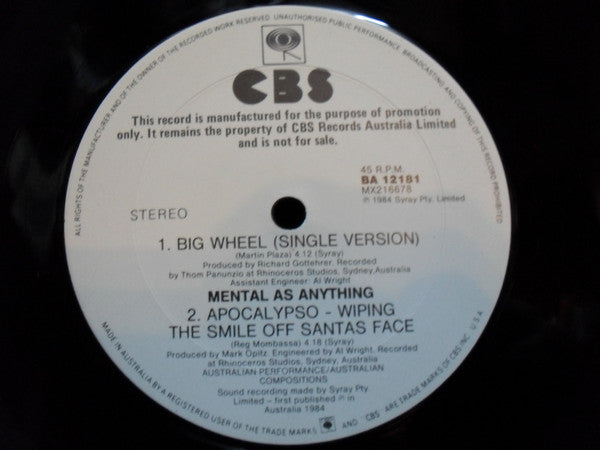 ALL RIGHTS OF THE MANUFACTURER AND OF THE OWNER OF THE RECORDED WORK RESERVED. UNAUTHORISED PUBLIC PERFORMANCE, BROADCASTING AND COPYING OF THIS RECORD PROHIBITED
CBS
This record is manufactured for the purpose of promotion
only. It remains the property of CBS Records Australia Limited
and is not for sale.
45 R.P.M.
BA 12181
MX216678
℗ 1984 Syray Pty. Limited
STEREO
1. BIG WHEEL (SINGLE VERSION)
(Martin Plaza) 4.12 (Syray)
Produced by Richard Gottehrer. Recorded
by Thom Panunzio at Rhinoceros Studios, Sydney,Australia
Assistant Engineer: Al Wright
MENTAL AS ANYTHING
2. APOCALYPSO - WIPING
THE SMILE OFF SANTAS FACE
(Reg Mombassa) 4.18 (Syray)
Produced by Mark Opitz. Engineered by Al Wright. Recorded
at Rhinoceros Studios, Sydney, Australia
AUSTRALIAN PERFORMANCE/AUSTRALIAN
COMPOSITIONS
Sound recording made by Syray Pty.
Limited – first published ℗ in
Australia 1984
MADE IN AUSTRALIA BY A REGISTERED USER OF THE TRADE MARKS AND "CBS" ARE TRADE MARKS OF CBS INC. U.S.A